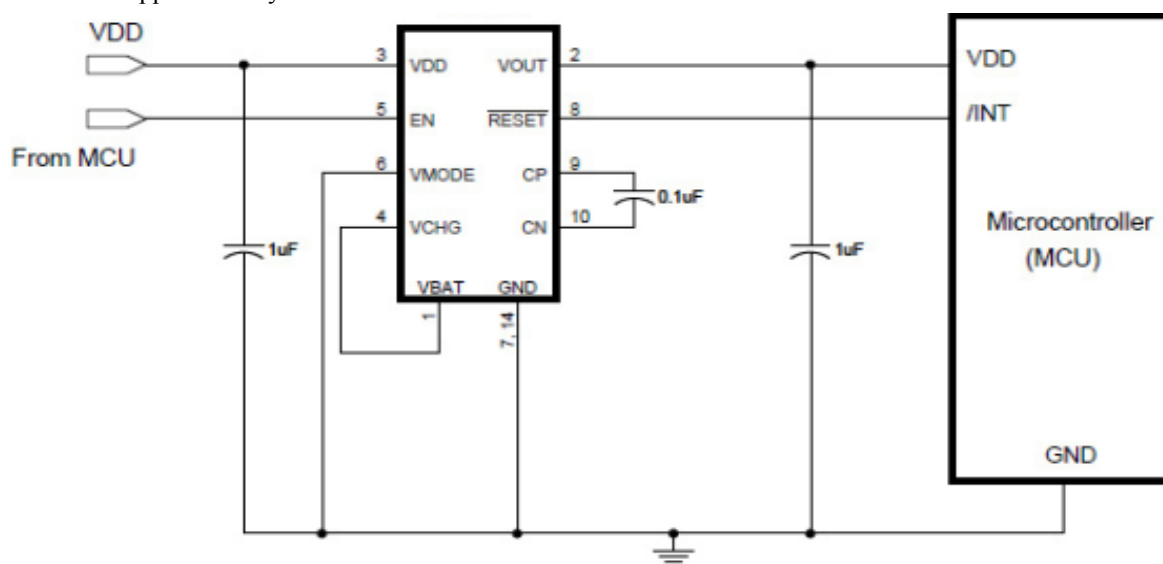 VDD
From MCU
3
5
6
4
VDD
EN
VMODE
VCHG
VBAT
GND
VOUT
RESET
CP
CN
1
7, 14
2
8
9
10
1uF
0.1uF
1uF
VDD
/INT
Microcontroller
(MCU)
GND